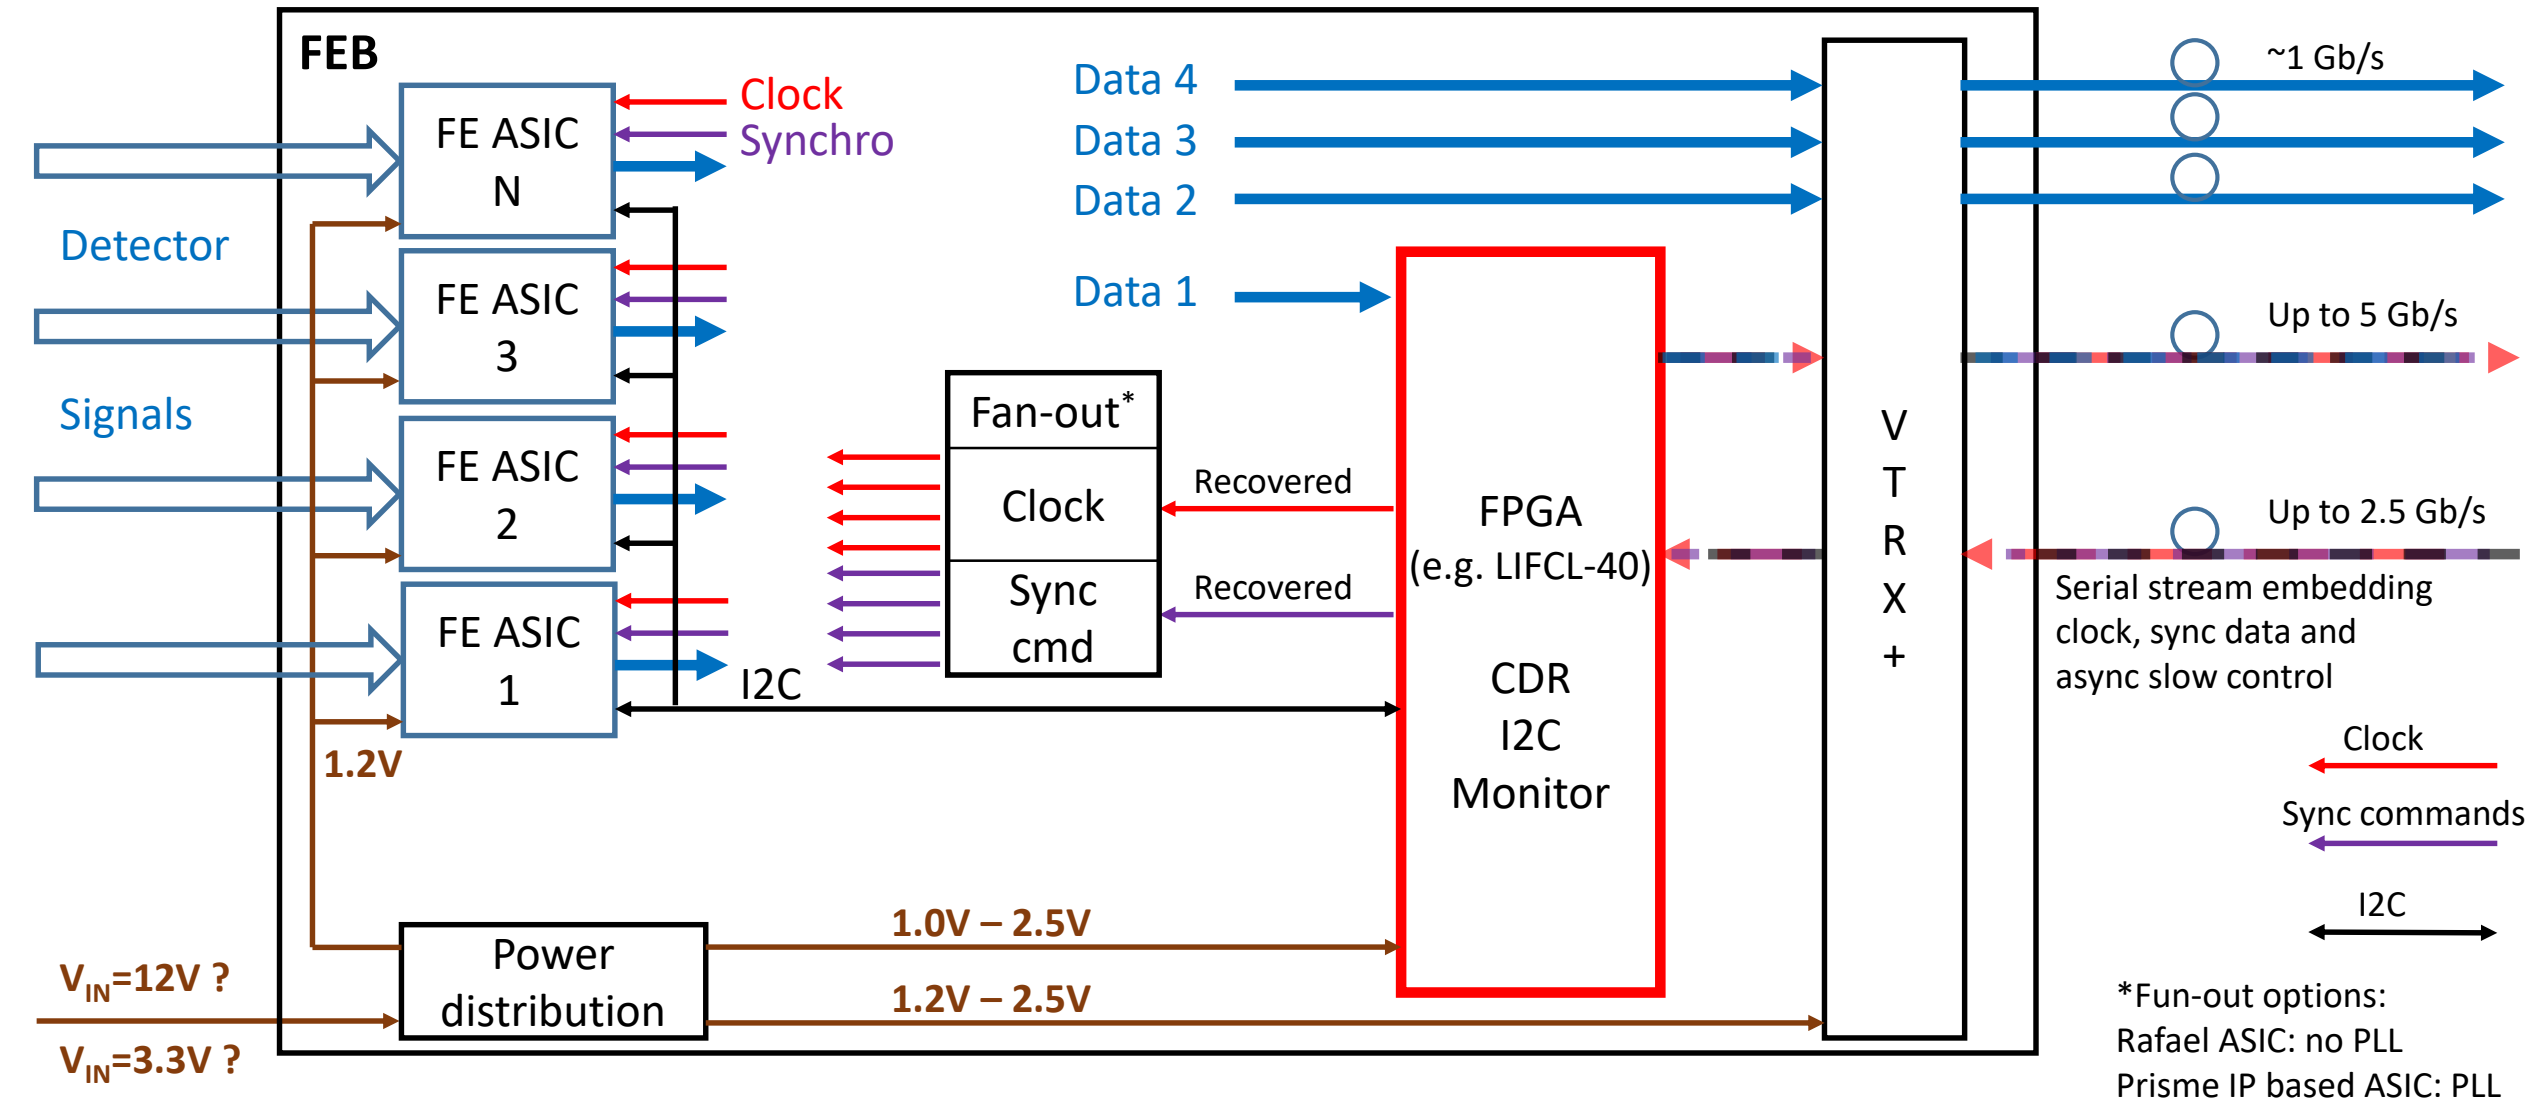 FEB
FE ASIC
N
Clock
Synchro
Data 4
Data 3
Data 2
Data 1
~1 Gb/s
Detector
Signals
FE ASIC
3
FE ASIC
2
FE ASIC
1
I2C
1.2V
Fan-out*
Clock
Sync
cmd
Recovered
Recovered
FPGA
(e.g. LIFCL-40)
CDR
I2C
Monitor
V
T
R
X
+
Up to 5 Gb/s
Up to 2.5 Gb/s
Serial stream embedding
clock, sync data and
async slow control
Clock
Sync commands
I2C
Power
distribution
1.0V – 2.5V
1.2V – 2.5V
VIN=12V ?
VIN=3.3V ?
*Fun-out options:
Rafael ASIC: no PLL
Prisme IP based ASIC: PLL